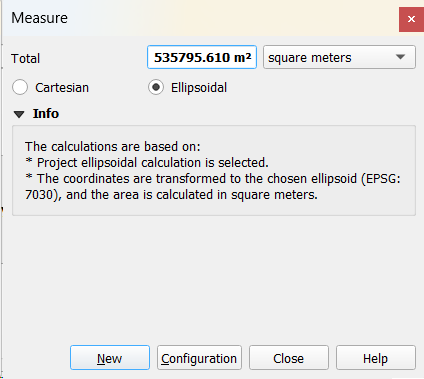 Measure
Total 535795.610 m² square meters
Cartesian Ellipsoidal
Info
The calculations are based on:
* Project ellipsoidal calculation is selected.
* The coordinates are transformed to the chosen ellipsoid (EPSG:
7030), and the area is calculated in square meters.
New Configuration Close Help